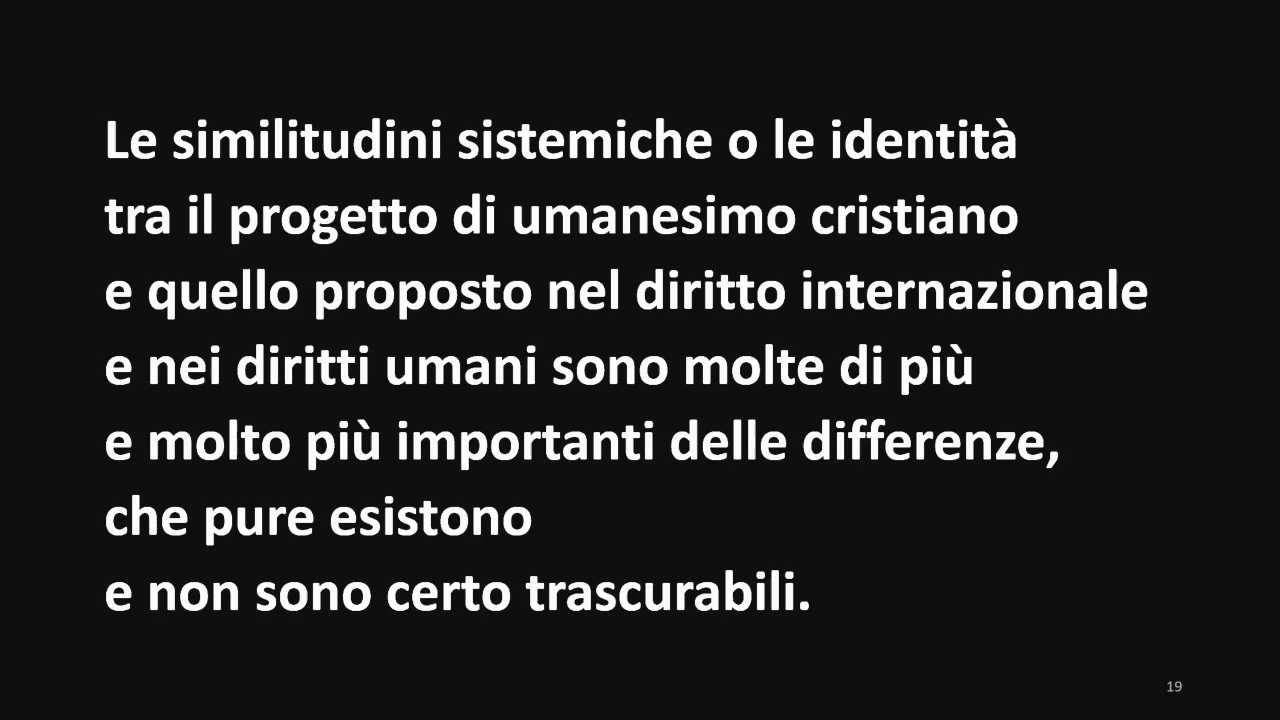 Le similitudini sistemiche o le identità
tra il progetto di umanesimo cristiano
e quello proposto nel diritto internazionale
e nei diritti umani sono molte di più
e molto più importanti delle differenze,
che pure esistono
e non sono certo trascurabili.
19